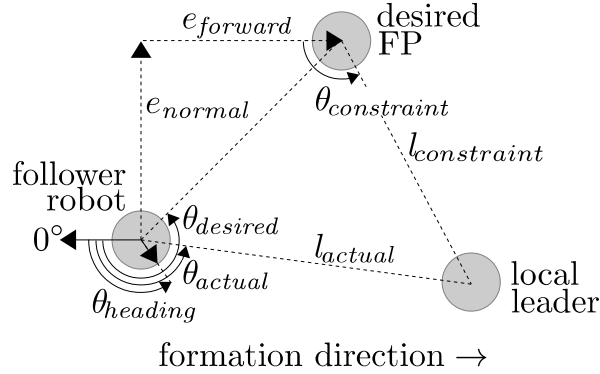 e_forward
desired
FP
e_normal
θ_constraint
l_constraint
follower
robot
0°
θ_desired
l_actual
θ_actual
θ_heading
local
leader
formation direction →